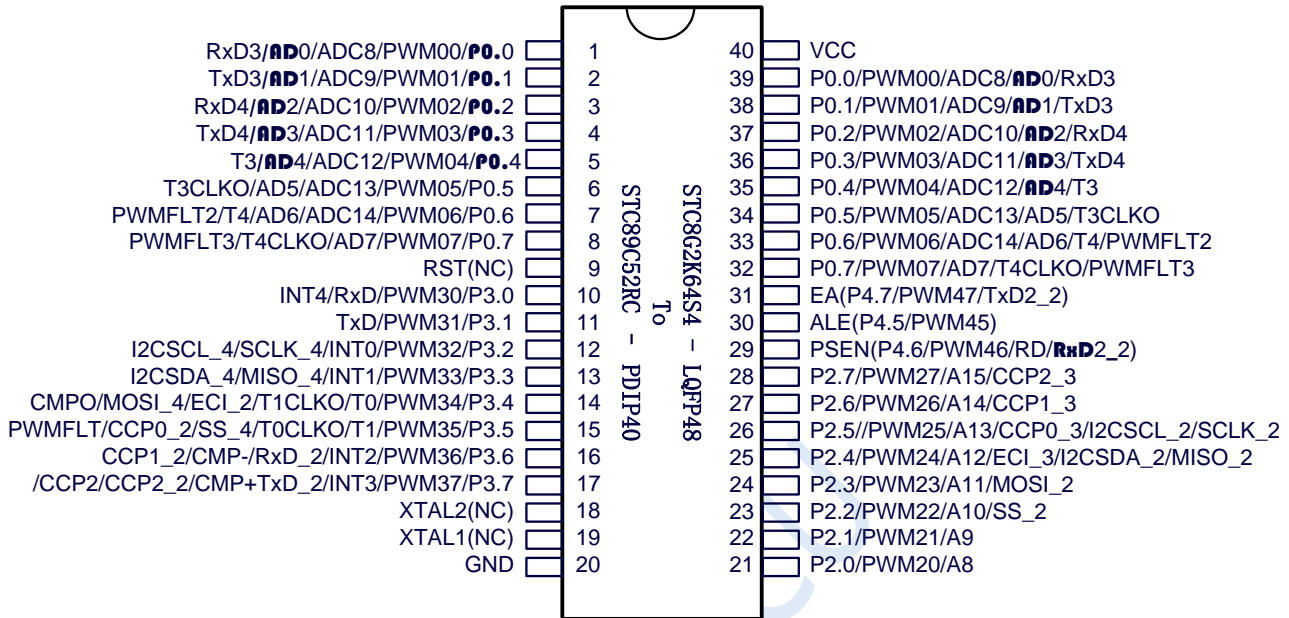 RxD3/AD0/ADC8/PWM00/P0.0 1 40 VCC
TxD3/AD1/ADC9/PWM01/P0.1 2 39 P0.0/PWM00/ADC8/AD0/RxD3
RxD4/AD2/ADC10/PWM02/P0.2 3 38 P0.1/PWM01/ADC9/AD1/TxD3
TxD4/AD3/ADC11/PWM03/P0.3 4 37 P0.2/PWM02/ADC10/AD2/RxD4
T3/AD4/ADC12/PWM04/P0.4 5 36 P0.3/PWM03/ADC11/AD3/TxD4
T3CLKO/AD5/ADC13/PWM05/P0.5 6 35 P0.4/PWM04/ADC12/AD4/T3
PWMFLT2/T4/AD6/ADC14/PWM06/P0.6 7 34 P0.5/PWM05/ADC13/AD5/T3CLKO
PWMFLT3/T4CLKO/AD7/PWM07/P0.7 8 33 P0.6/PWM06/ADC14/AD6/T4/PWMFLT2
RST(NC) 9 32 P0.7/PWM07/AD7/T4CLKO/PWMFLT3
INT4/RxD/PWM30/P3.0 10 31 EA(P4.7/PWM47/TxD2_2)
TxD/PWM31/P3.1 11 30 ALE(P4.5/PWM45)
I2CSCL_4/SCLK_4/INT0/PWM32/P3.2 12 29 PSEN(P4.6/PWM46/RD/RxD2_2)
I2CSDA_4/MISO_4/INT1/PWM33/P3.3 13 28 P2.7/PWM27/A15/CCP2_3
CMPO/MOSI_4/ECI_2/T1CLKO/T0/PWM34/P3.4 14 27 P2.6/PWM26/A14/CCP1_3
PWMFLT/CCP0_2/SS_4/T0CLKO/T1/PWM35/P3.5 15 26 P2.5//PWM25/A13/CCP0_3/I2CSCL_2/SCLK_2
CCP1_2/CMP-/RxD_2/INT2/PWM36/P3.6 16 25 P2.4/PWM24/A12/ECI_3/I2CSDA_2/MISO_2
/CCP2/CCP2_2/CMP+TxD_2/INT3/PWM37/P3.7 17 24 P2.3/PWM23/A11/MOSI_2
XTAL2(NC) 18 23 P2.2/PWM22/A10/SS_2
XTAL1(NC) 19 22 P2.1/PWM21/A9
GND 20 21 P2.0/PWM20/A8
STC8G2K64S4 - LQFP48
To
STC89C52RC - PDIP40